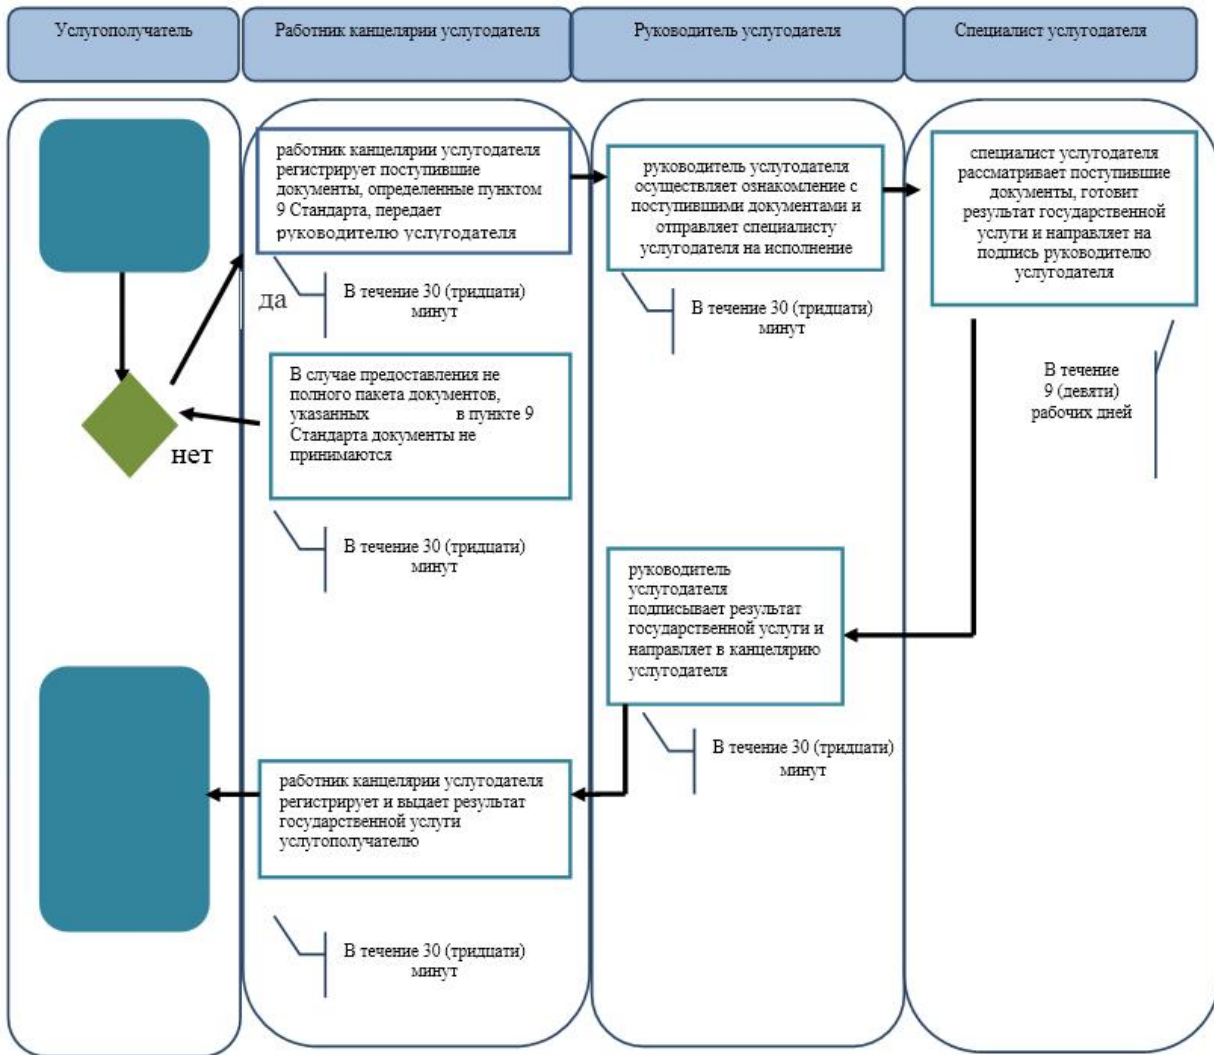 Услугополучатель
Работник канцелярии услугодателя
Руководитель услугодателя
Специалист услугодателя
работник канцелярии услугодателя
регистрирует поступившие
документы, определенные пунктом
9 Стандарта, передает
руководителю услугодателя
руководитель услугодателя
осуществляет ознакомление с
поступившими документами и
отправляет специалисту
услугодателя на исполнение
специалист услугодателя
рассматривает поступившие
документы, готовит
результат государственной
услуги и направляет на
подпись руководителю
услугодателя
да
В течение 30 (тридцати)
минут
В течение 30 (тридцати)
минут
В течение
9 (девяти)
рабочих дней
В случае предоставления не
полного пакета документов,
указанных в пункте 9
Стандарта документы не
принимаются
нет
В течение 30 (тридцати)
минут
руководитель
услугодателя
подписывает результат
государственной услуги и
направляет в канцелярию
услугодателя
В течение 30 (тридцати)
минут
работник канцелярии услугодателя
регистрирует и выдает результат
государственной услуги
услугополучателю
В течение 30 (тридцати)
минут